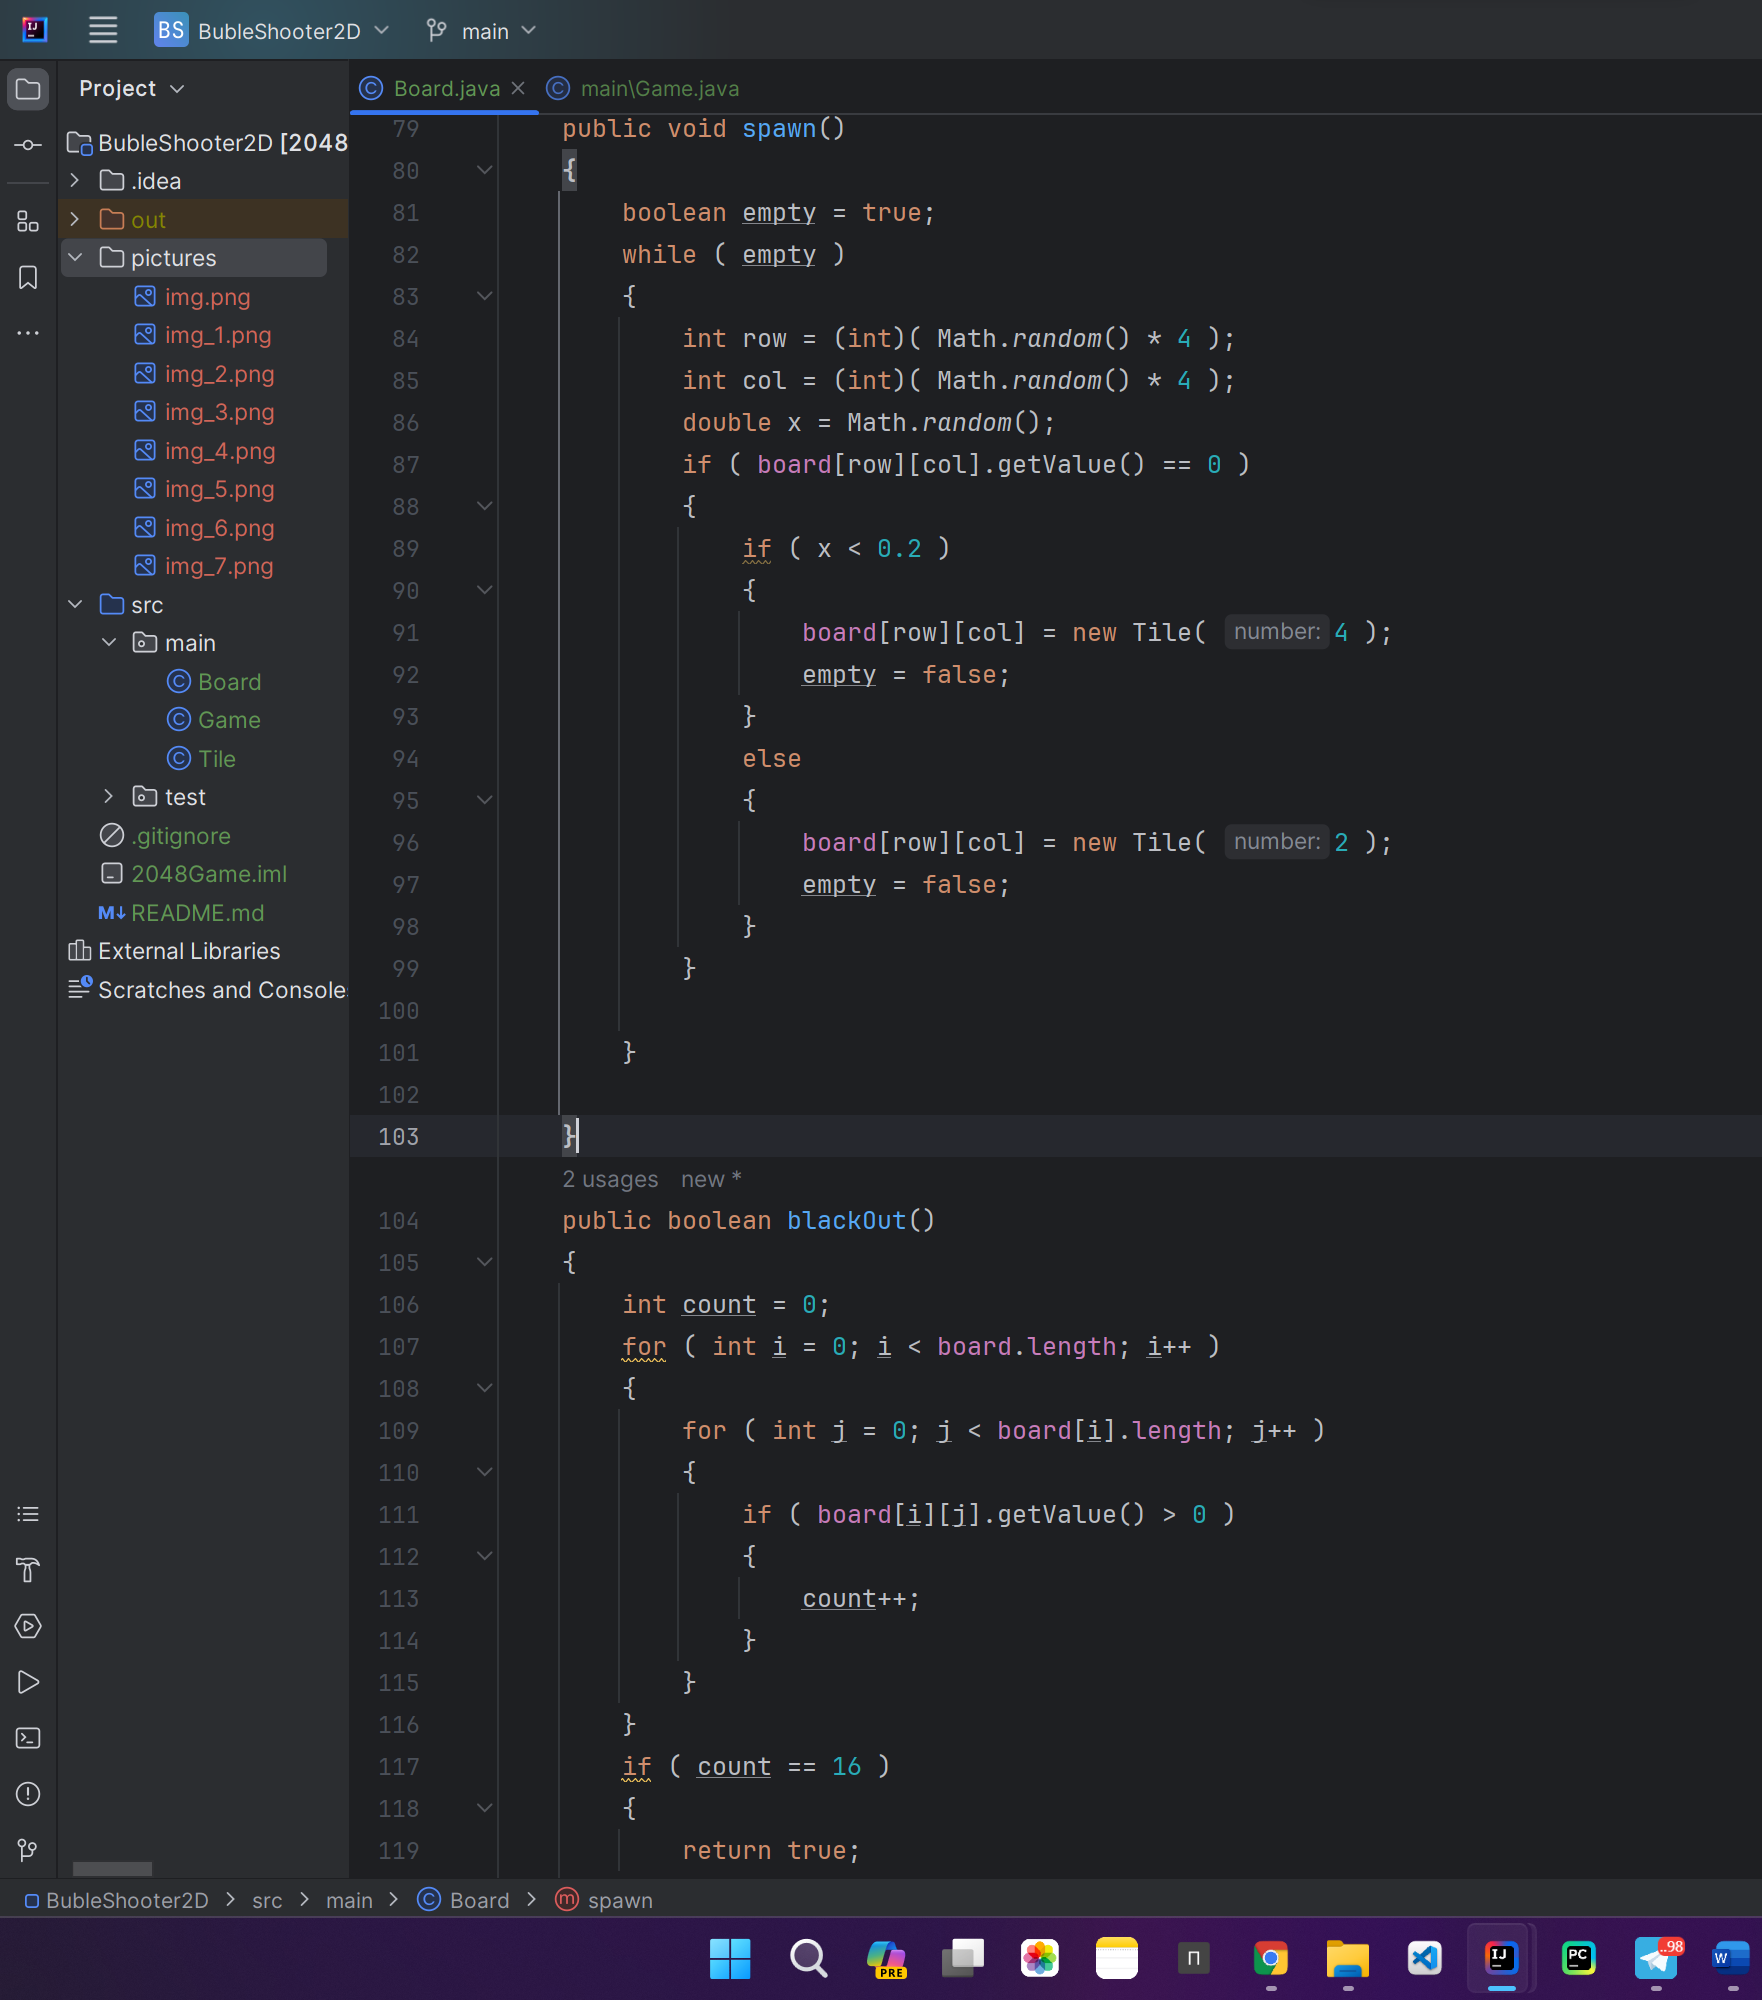 BS BubleShooter2D main
Project
Board.java
main\Game.java
BubleShooter2D [2048
.idea
out
pictures
img.png
img_1.png
img_2.png
img_3.png
img_4.png
img_5.png
img_6.png
img_7.png
src
main
Board
Game
Tile
test
.gitignore
2048Game.iml
M↓ README.md
External Libraries
Scratches and Console
79 public void spawn()
80 {
81 boolean empty = true;
82 while ( empty )
83 {
84 int row = (int)( Math.random() * 4 );
85 int col = (int)( Math.random() * 4 );
86 double x = Math.random();
87 if ( board[row][col].getValue() == 0 )
88 {
89 if ( x < 0.2 )
90 {
91 board[row][col] = new Tile( number: 4 );
92 empty = false;
93 }
94 else
95 {
96 board[row][col] = new Tile( number: 2 );
97 empty = false;
98 }
99 }
100
101 }
102
103 }
2 usages new *
104 public boolean blackOut()
105 {
106 int count = 0;
107 for ( int i = 0; i < board.length; i++ )
108 {
109 for ( int j = 0; j < board[i].length; j++ )
110 {
111 if ( board[i][j].getValue() > 0 )
112 {
113 count++;
114 }
115 }
116 }
117 if ( count == 16 )
118 {
119 return true;
BubleShooter2D > src > main > Board > spawn
PRE
П
IJ
PC
..98
W